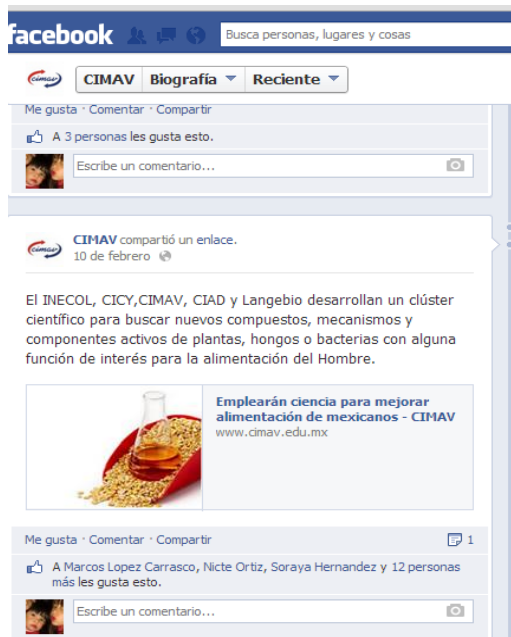 facebook
Busca personas, lugares y cosas
cimav
CIMAV
Biografía
Reciente
Me gusta · Comentar · Compartir
A 3 personas les gusta esto.
Escribe un comentario...
cimav
CIMAV compartió un enlace.
10 de febrero
El INECOL, CICY,CIMAV, CIAD y Langebio desarrollan un clúster
científico para buscar nuevos compuestos, mecanismos y
componentes activos de plantas, hongos o bacterias con alguna
función de interés para la alimentación del Hombre.
Emplearán ciencia para mejorar
alimentación de mexicanos - CIMAV
www.cimav.edu.mx
Me gusta · Comentar · Compartir
1
A Marcos Lopez Carrasco, Nicte Ortiz, Soraya Hernandez y 12 personas
más les gusta esto.
Escribe un comentario...